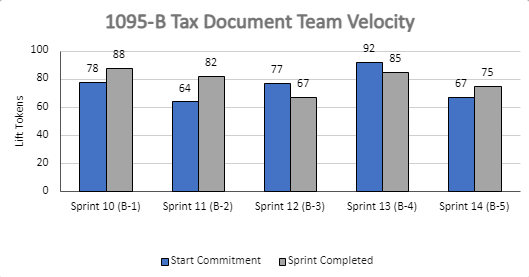 1095-B Tax Document Team Velocity
100
80
60
40
20
0
Lift Tokens
78
88
64
82
77
67
92
85
67
75
Sprint 10 (B-1)
Sprint 11 (B-2)
Sprint 12 (B-3)
Sprint 13 (B-4)
Sprint 14 (B-5)
Start Commitment
Sprint Completed